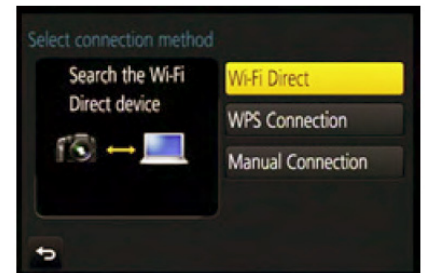 Select connection method
Search the Wi-Fi
Direct device
Wi-Fi Direct
WPS Connection
Manual Connection